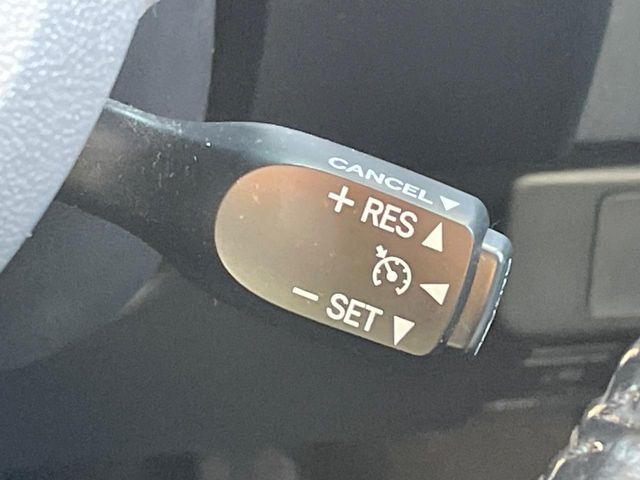 CANCEL ▼
+ RES ▲
◀
− SET ▼